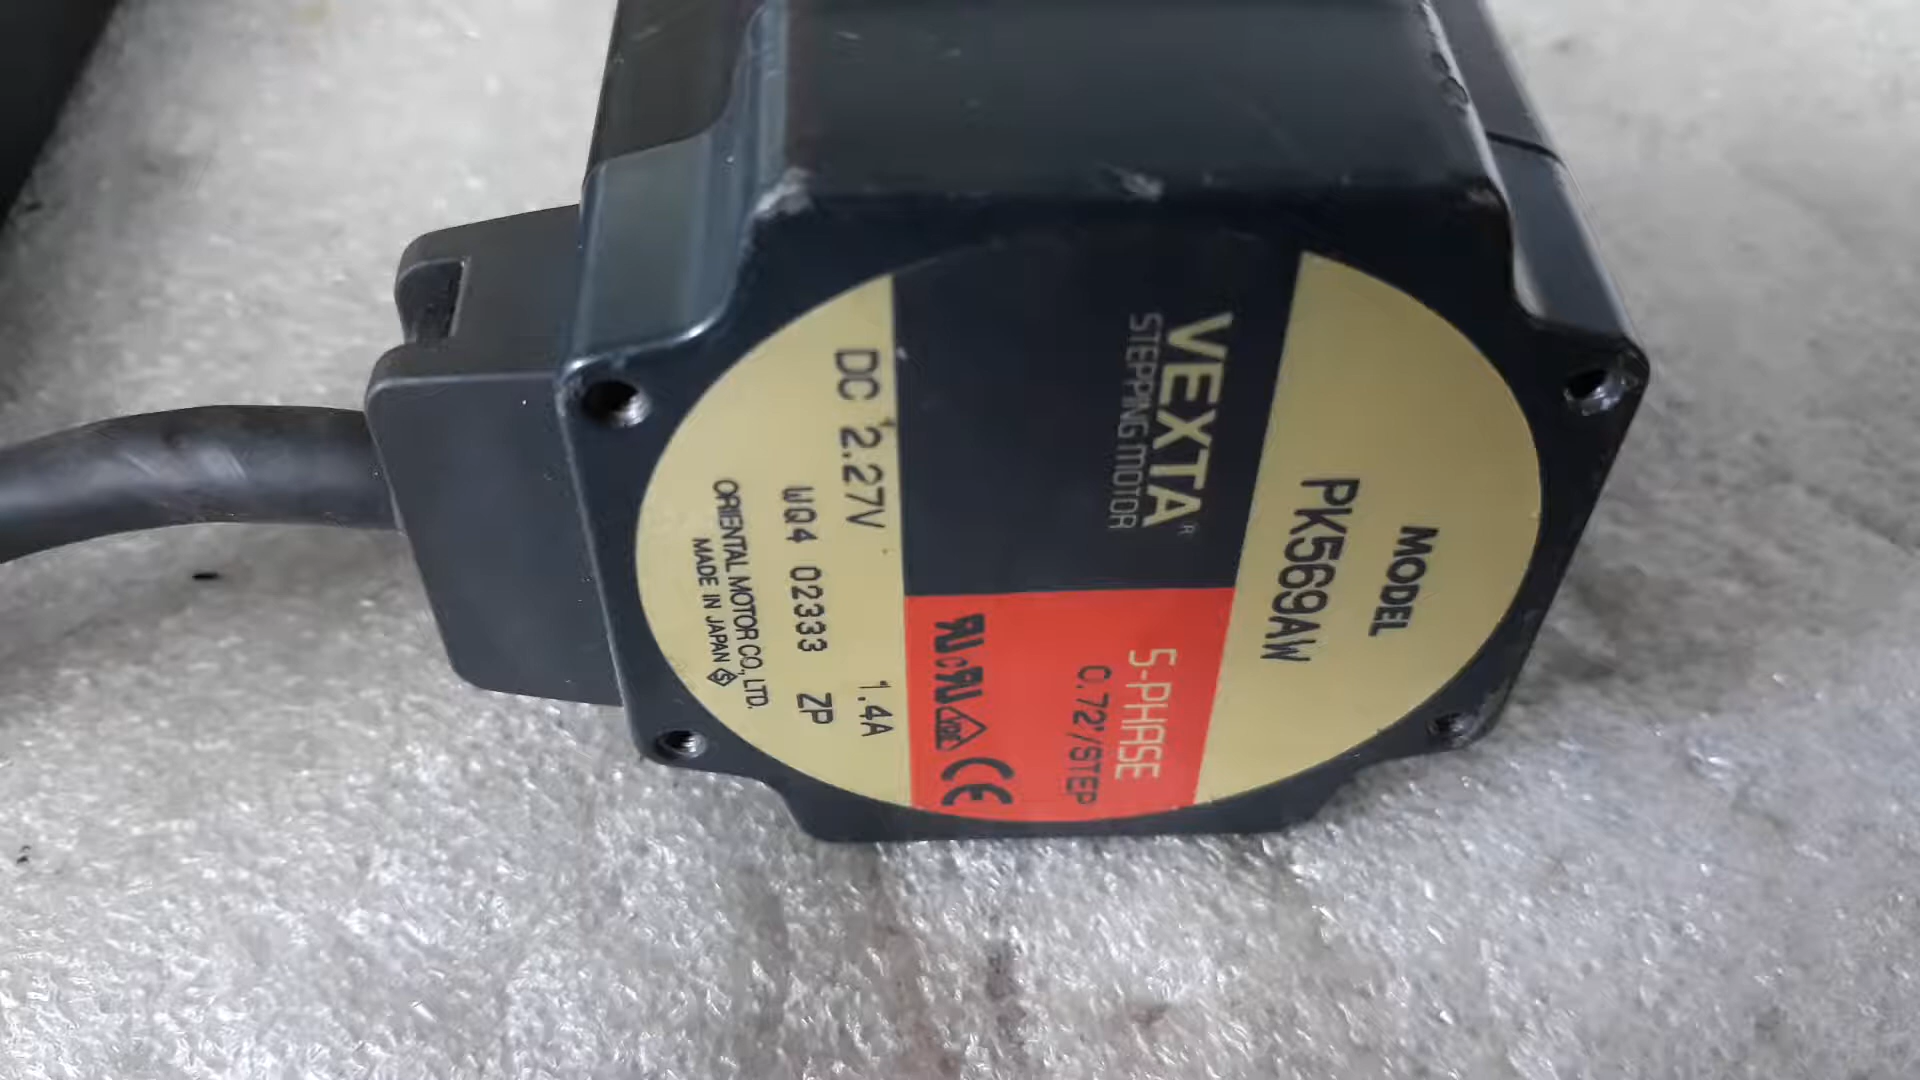 MODEL
PK569AW
VEXTA®
STEPPING MOTOR
5-PHASE
0.72°/STEP
CE
DC 2.27V 1.4A
WQ4 02333 ZP
ORIENTAL MOTOR CO., LTD.
MADE IN JAPAN